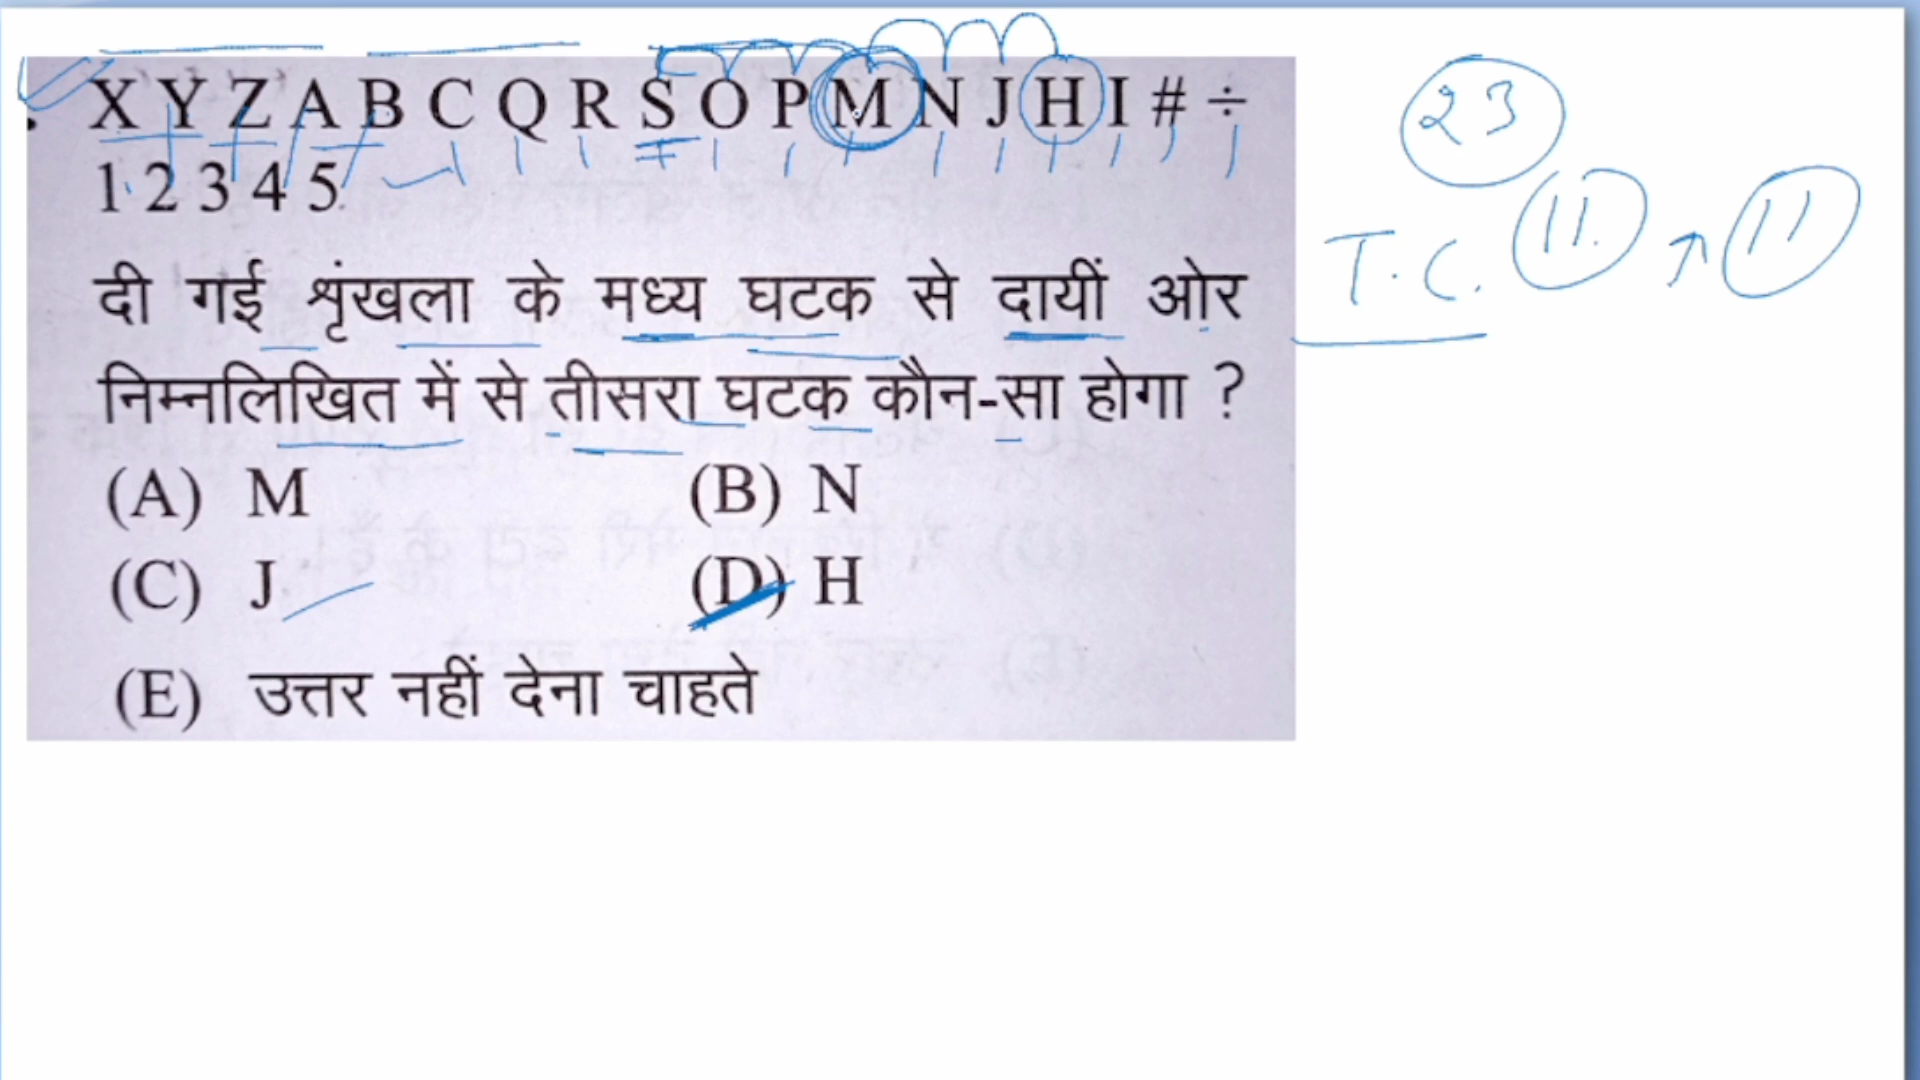 X Y Z A B C Q R S O P M N J H I # ÷
1 2 3 4 5
23
T.C. 11 11
दी गई शृंखला के मध्य घटक से दायीं ओर
निम्नलिखित में से तीसरा घटक कौन-सा होगा ?
(A) M (B) N
(C) J (D) H
(E) उत्तर नहीं देना चाहते